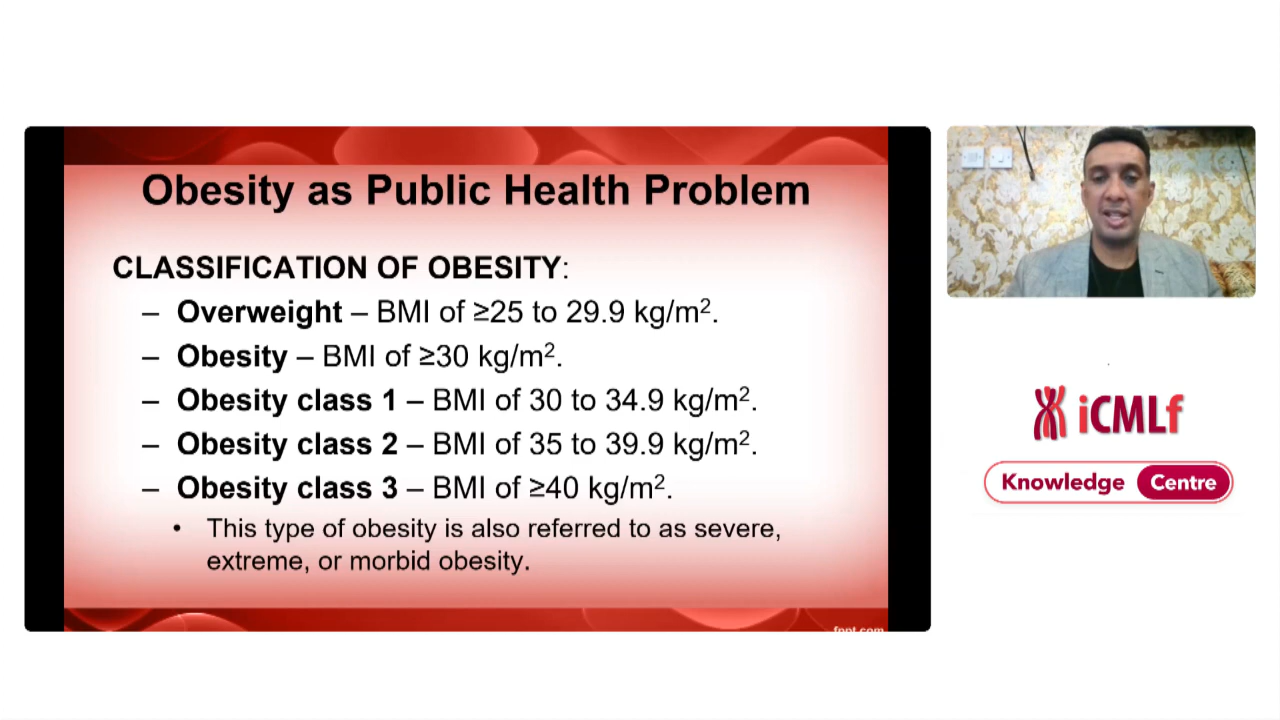 Obesity as Public Health Problem
CLASSIFICATION OF OBESITY:
– Overweight – BMI of ≥25 to 29.9 kg/m².
– Obesity – BMI of ≥30 kg/m².
– Obesity class 1 – BMI of 30 to 34.9 kg/m².
– Obesity class 2 – BMI of 35 to 39.9 kg/m².
– Obesity class 3 – BMI of ≥40 kg/m².
• This type of obesity is also referred to as severe,
extreme, or morbid obesity.
fppt.com
iCMLf
Knowledge Centre